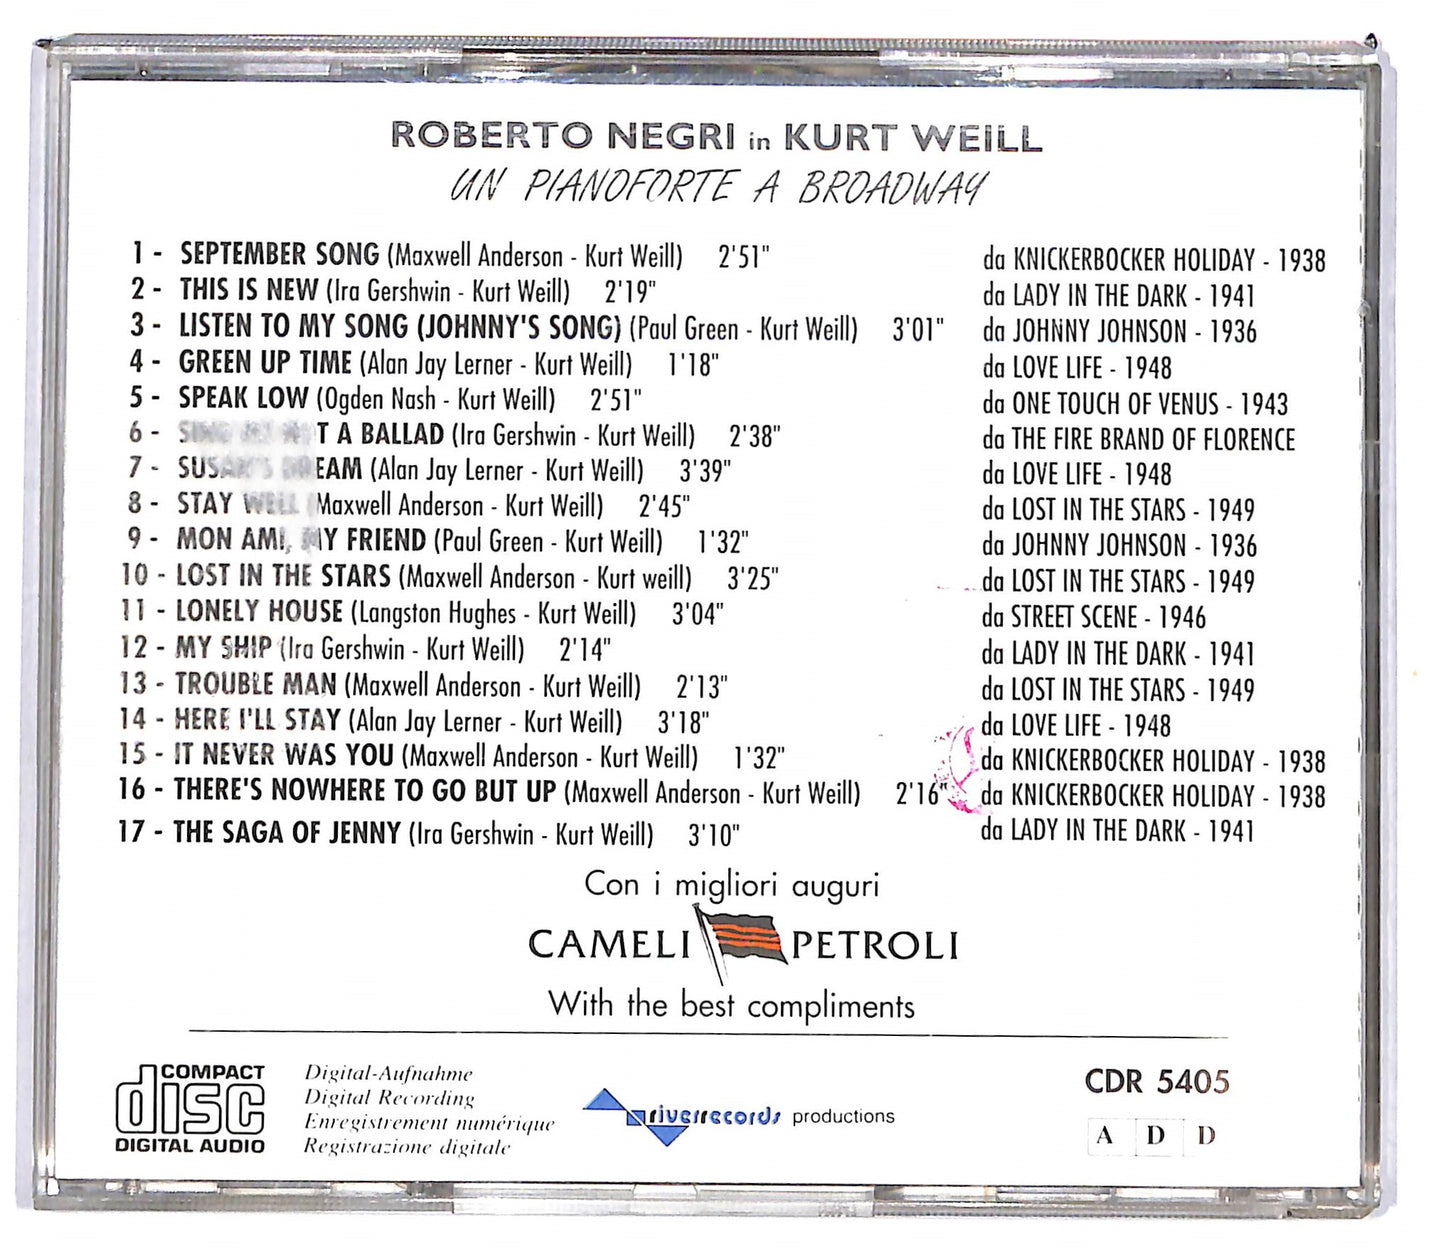 ROBERTO NEGRI in KURT WEILL
UN PIANOFORTE A BROADWAY
1 - SEPTEMBER SONG (Maxwell Anderson - Kurt Weill) 2'51" da KNICKERBOCKER HOLIDAY - 1938
2 - THIS IS NEW (Ira Gershwin - Kurt Weill) 2'19" da LADY IN THE DARK - 1941
3 - LISTEN TO MY SONG (JOHNNY'S SONG) (Paul Green - Kurt Weill) 3'01" da JOHNNY JOHNSON - 1936
4 - GREEN UP TIME (Alan Jay Lerner - Kurt Weill) 1'18" da LOVE LIFE - 1948
5 - SPEAK LOW (Ogden Nash - Kurt Weill) 2'51" da ONE TOUCH OF VENUS - 1943
6 - SING ME NOT A BALLAD (Ira Gershwin - Kurt Weill) 2'38" da THE FIRE BRAND OF FLORENCE
7 - SUSAN'S DREAM (Alan Jay Lerner - Kurt Weill) 3'39" da LOVE LIFE - 1948
8 - STAY WELL (Maxwell Anderson - Kurt Weill) 2'45" da LOST IN THE STARS - 1949
9 - MON AMI, MY FRIEND (Paul Green - Kurt Weill) 1'32" da JOHNNY JOHNSON - 1936
10 - LOST IN THE STARS (Maxwell Anderson - Kurt weill) 3'25" da LOST IN THE STARS - 1949
11 - LONELY HOUSE (Langston Hughes - Kurt Weill) 3'04" da STREET SCENE - 1946
12 - MY SHIP (Ira Gershwin - Kurt Weill) 2'14" da LADY IN THE DARK - 1941
13 - TROUBLE MAN (Maxwell Anderson - Kurt Weill) 2'13" da LOST IN THE STARS - 1949
14 - HERE I'LL STAY (Alan Jay Lerner - Kurt Weill) 3'18" da LOVE LIFE - 1948
15 - IT NEVER WAS YOU (Maxwell Anderson - Kurt Weill) 1'32" da KNICKERBOCKER HOLIDAY - 1938
16 - THERE'S NOWHERE TO GO BUT UP (Maxwell Anderson - Kurt Weill) 2'16" da KNICKERBOCKER HOLIDAY - 1938
17 - THE SAGA OF JENNY (Ira Gershwin - Kurt Weill) 3'10" da LADY IN THE DARK - 1941
Con i migliori auguri
CAMELI PETROLI
With the best compliments
COMPACT
disc
DIGITAL AUDIO
Digital-Aufnahme
Digital Recording
Enregistrement numérique
Registrazione digitale
riverrecords productions
CDR 5405
A D D